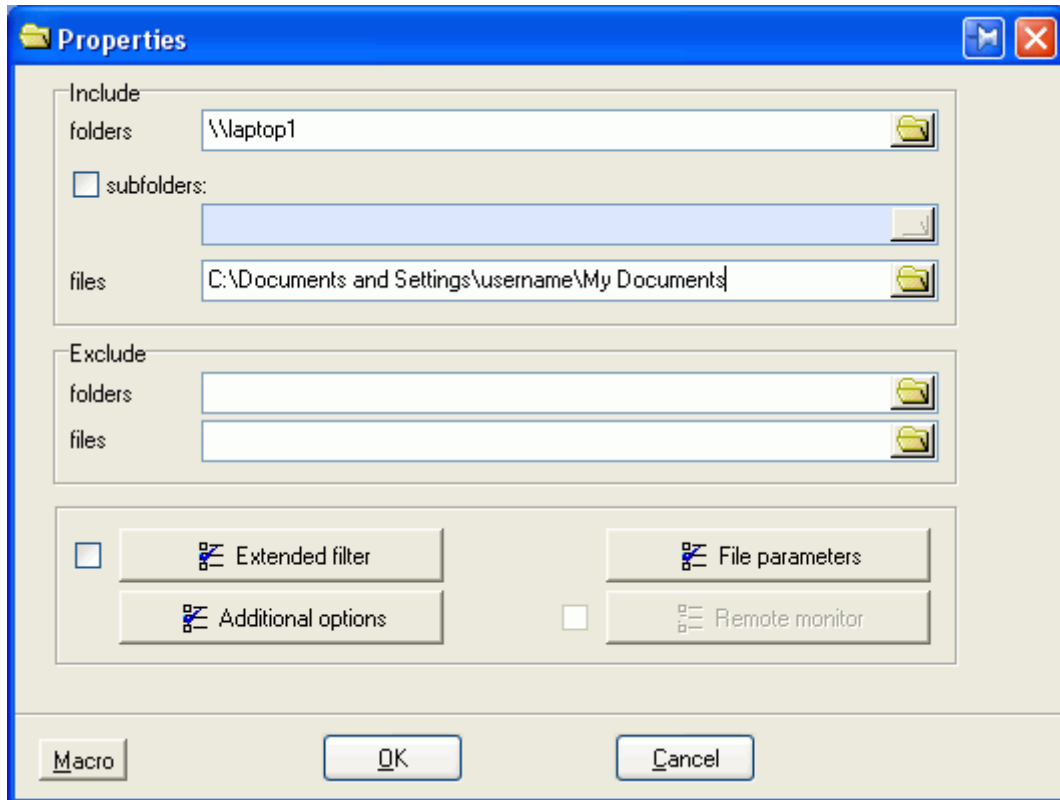 Properties
Include
folders \\laptop1
subfolders:
files C:\Documents and Settings\username\My Documents
Exclude
folders
files
Extended filter File parameters
Additional options Remote monitor
Macro OK Cancel